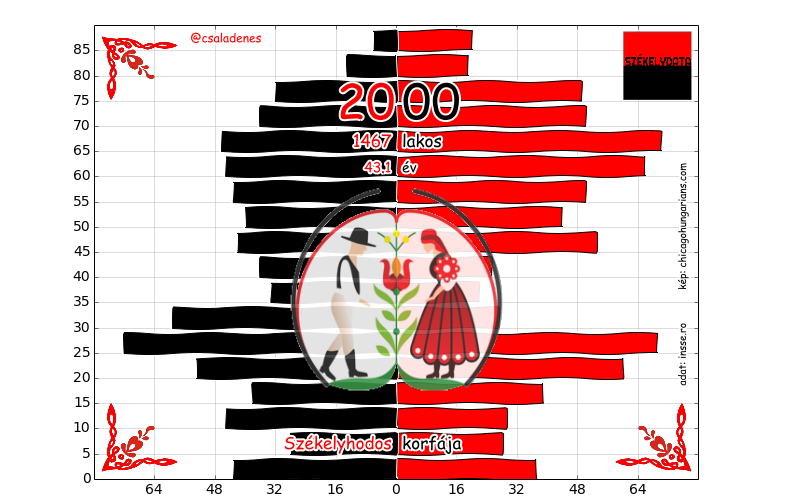 @csaladenes
SZÉKELYDATA
2000
1467 lakos
43.1 év
kép: chicagohungarians.com
adat: insse.ro
Székelyhodos korfája
85
80
75
70
65
60
55
50
45
40
35
30
25
20
15
10
5
0
64 48 32 16 0 16 32 48 64